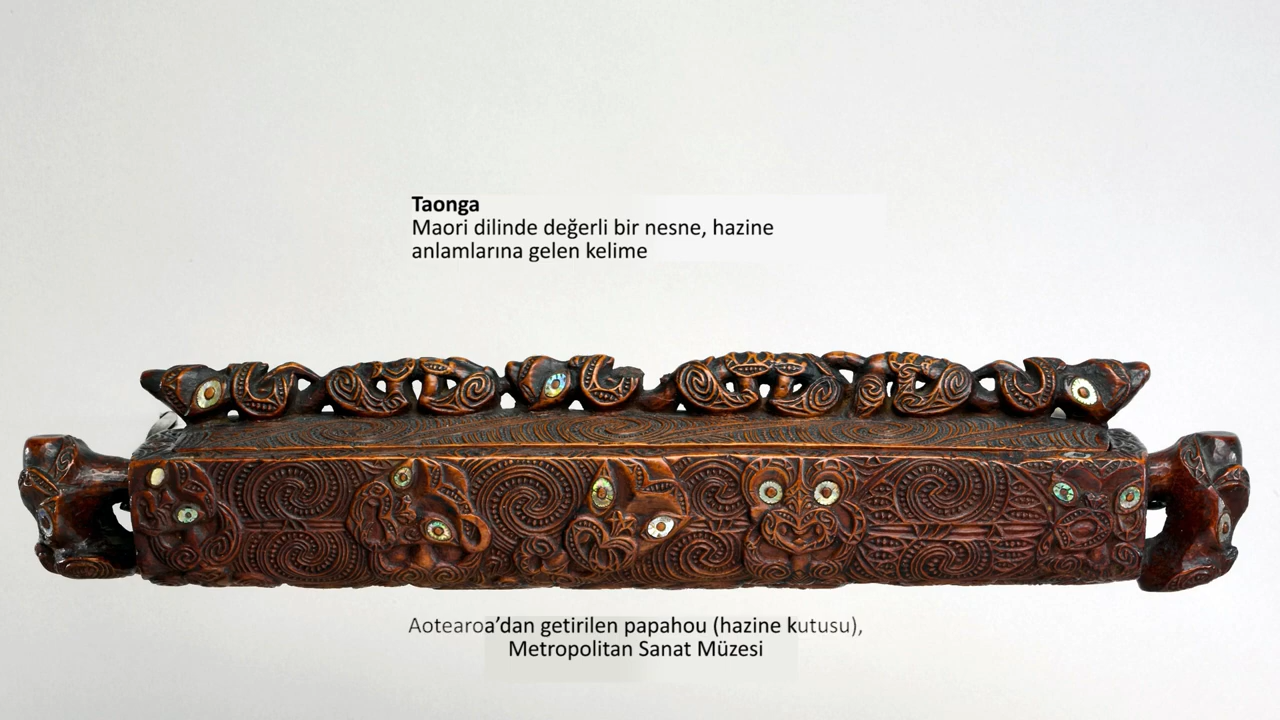 Taonga
Maori dilinde değerli bir nesne, hazine
anlamlarına gelen kelime
Aotearoa’dan getirilen papahou (hazine kutusu),
Metropolitan Sanat Müzesi